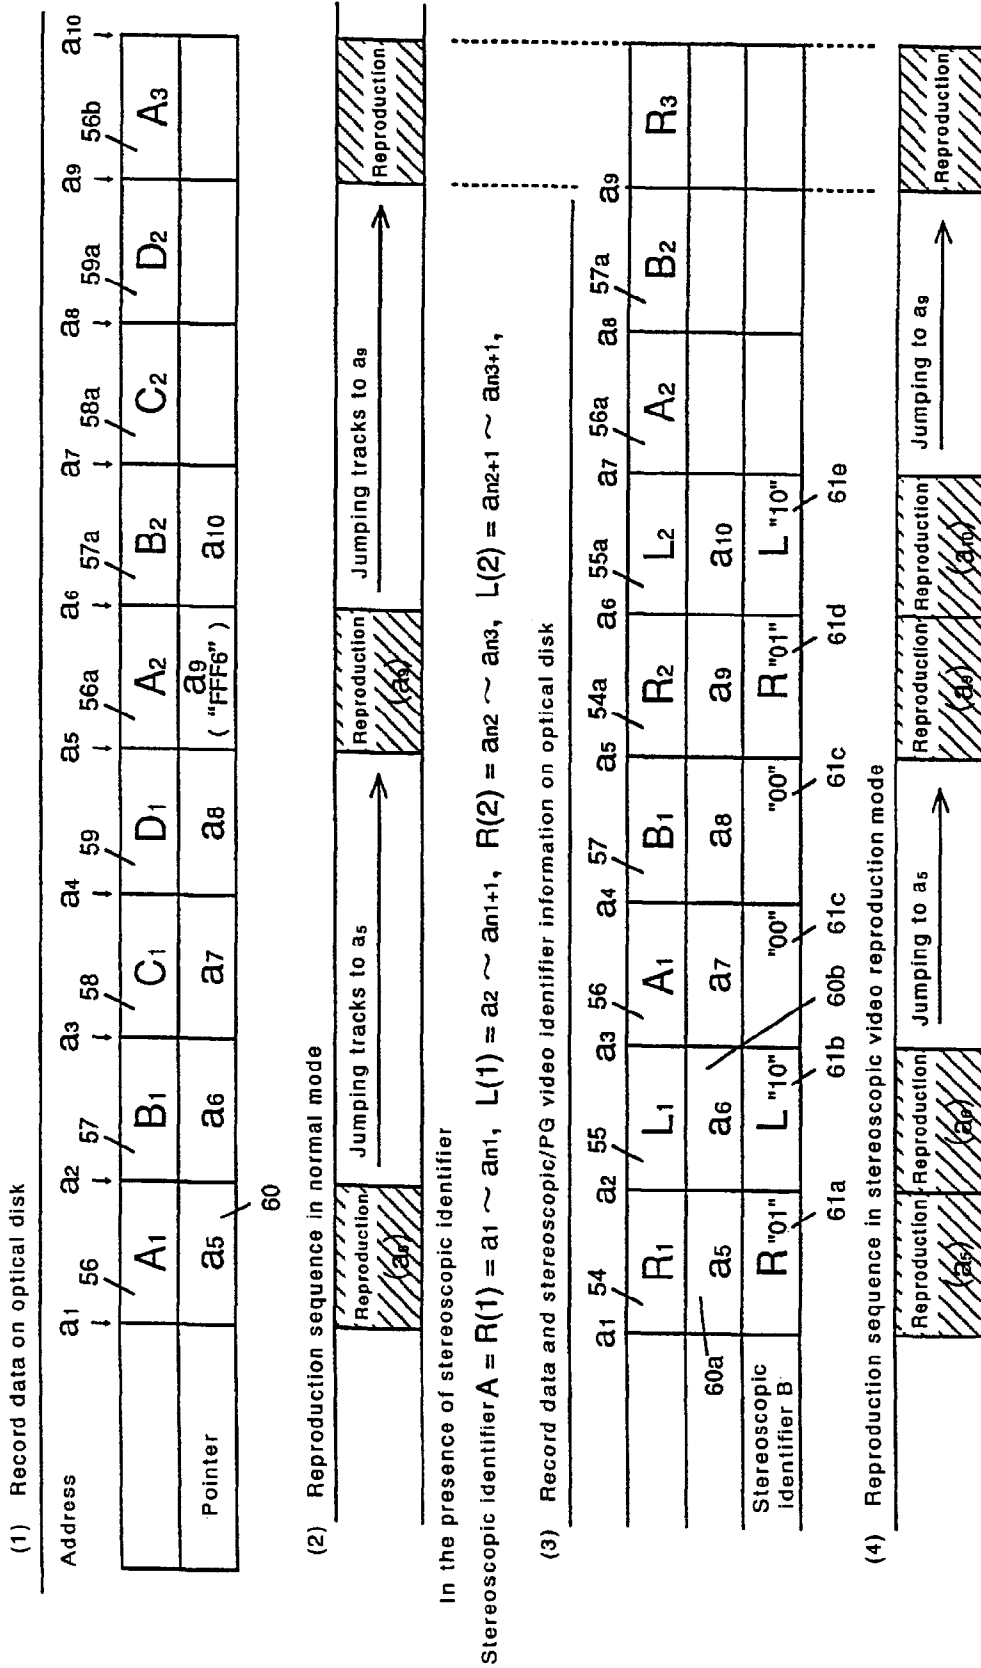 (1) Record data on optical disk
Address a1 a2 a3 a4 a5 a6 a7 a8 a9 a10
56 57 58 59 56a 57a 58a 59a 56b
A1 B1 C1 D1 A2 B2 C2 D2 A3
Pointer a5 a6 a7 a8 a9 ("FFF6") a10
60
(2) Reproduction sequence in normal mode
Reproduction Jumping tracks to a5 Reproduction Jumping tracks to a9 Reproduction
(a5) (a9)
In the presence of stereoscopic identifier
Stereoscopic identifier A = R(1) = a1 ~ an1, L(1) = a2 ~ an1+1, R(2) = an2 ~ an3, L(2) = an2+1 ~ an3+1,
(3) Record data and stereoscopic/PG video identifier information on optical disk
a1 a2 a3 a4 a5 a6 a7 a8 a9
54 55 56 57 54a 55a 56a 57a
R1 L1 A1 B1 R2 L2 A2 B2 R3
a5 a6 a7 a8 a9 a10
60a
Stereoscopic identifier B R "01" L "10" "00" "00" R "01" L "10"
61a 61b 60b 61c 61c 61d 61e
(4) Reproduction sequence in stereoscopic video reproduction mode
Reproduction Reproduction Jumping to a5 Reproduction Reproduction Jumping to a9 Reproduction
(a5) (a6) (a9) (a10)